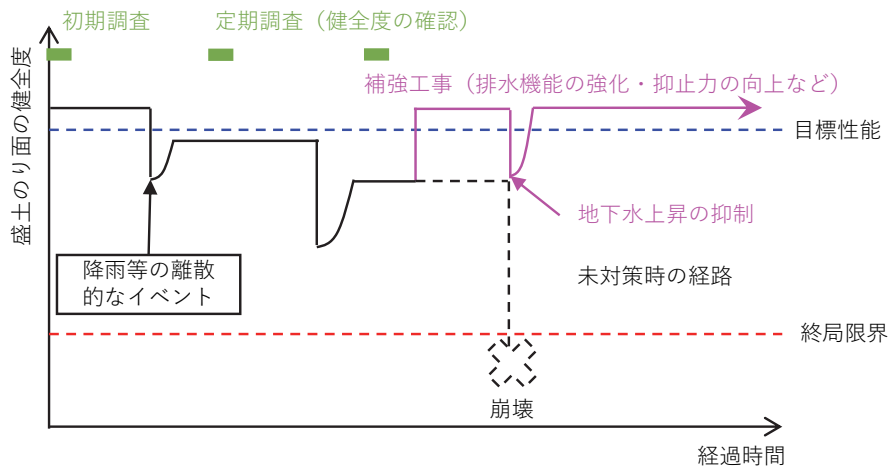 初期調査
定期調査（健全度の確認）
盛土のり面の健全度
補強工事（排水機能の強化・抑止力の向上など）
目標性能
地下水上昇の抑制
降雨等の離散
的なイベント
未対策時の経路
終局限界
崩壊
経過時間